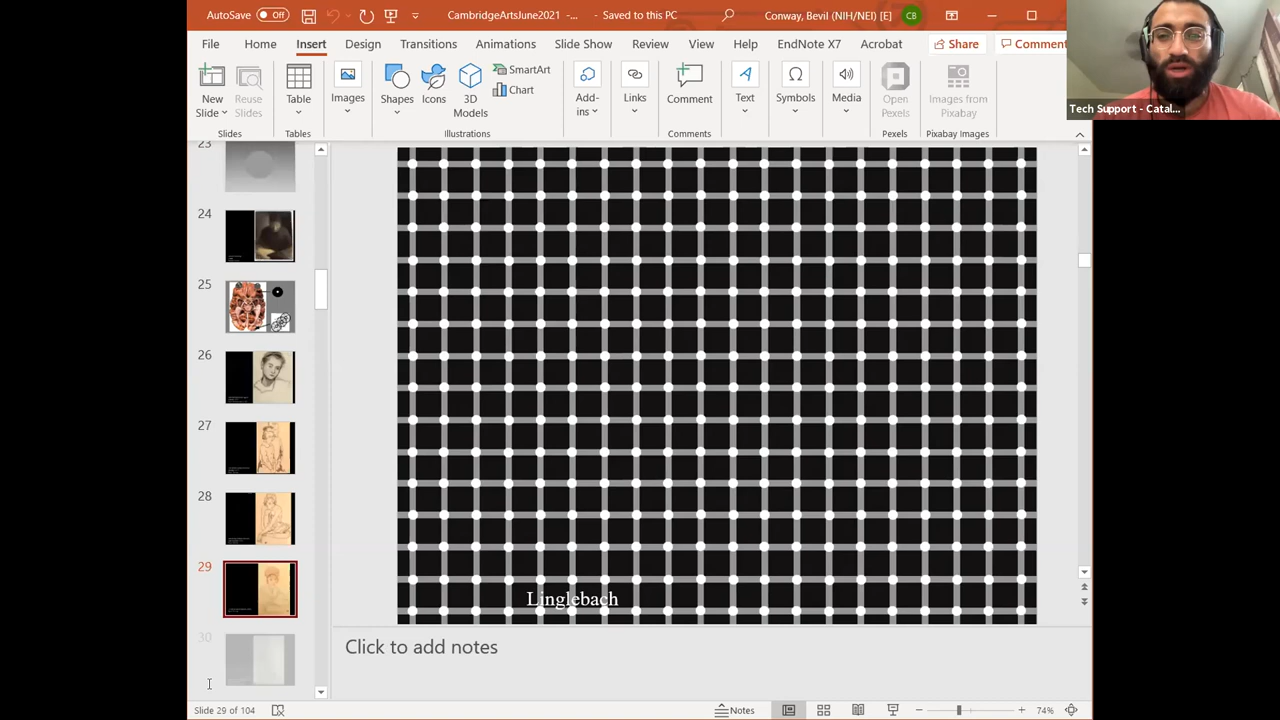 AutoSave Off CambridgeArtsJune2021 -... - Saved to this PC Conway, Bevil (NIH/NEI) [E] CB
File Home Insert Design Transitions Animations Slide Show Review View Help EndNote X7 Acrobat Share Comment
New Slide
Reuse Slides
Table
Images
Shapes
Icons
3D Models
SmartArt
Chart
Add-ins
Links
Comment
Text
Symbols
Media
Open Pexels
Images from Pixabay
Slides Tables Illustrations Comments Pexels Pixabay Images
Tech Support - Catal...
23
24
25
26
27
28
29
30
Linglebach
Click to add notes
Slide 29 of 104 Notes 74%